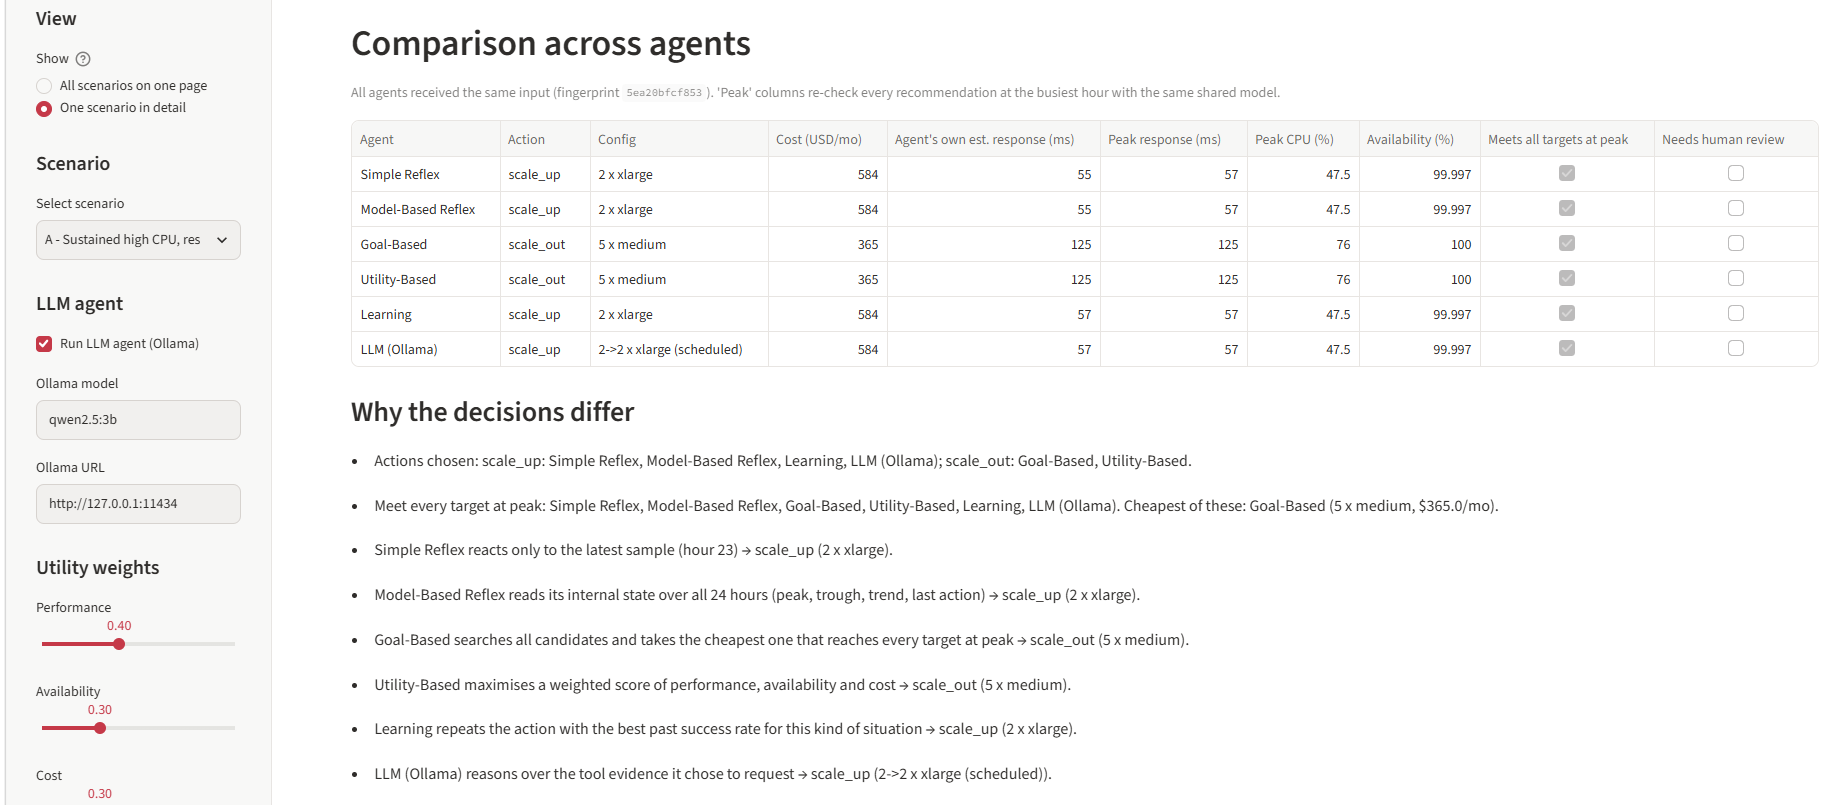 View
Show
All scenarios on one page
One scenario in detail
Scenario
Select scenario
A - Sustained high CPU, res
LLM agent
Run LLM agent (Ollama)
Ollama model
qwen2.5:3b
Ollama URL
http://127.0.0.1:11434
Utility weights
Performance
0.40
Availability
0.30
Cost
0.30
Comparison across agents
All agents received the same input (fingerprint 5ea20bfcf853 ). 'Peak' columns re-check every recommendation at the busiest hour with the same shared model.
Agent Action Config Cost (USD/mo) Agent's own est. response (ms) Peak response (ms) Peak CPU (%) Availability (%) Meets all targets at peak Needs human review
Simple Reflex scale_up 2 x xlarge 584 55 57 47.5 99.997
Model-Based Reflex scale_up 2 x xlarge 584 55 57 47.5 99.997
Goal-Based scale_out 5 x medium 365 125 125 76 100
Utility-Based scale_out 5 x medium 365 125 125 76 100
Learning scale_up 2 x xlarge 584 57 57 47.5 99.997
LLM (Ollama) scale_up 2->2 x xlarge (scheduled) 584 57 57 47.5 99.997
Why the decisions differ
• Actions chosen: scale_up: Simple Reflex, Model-Based Reflex, Learning, LLM (Ollama); scale_out: Goal-Based, Utility-Based.
• Meet every target at peak: Simple Reflex, Model-Based Reflex, Goal-Based, Utility-Based, Learning, LLM (Ollama). Cheapest of these: Goal-Based (5 x medium, $365.0/mo).
• Simple Reflex reacts only to the latest sample (hour 23) → scale_up (2 x xlarge).
• Model-Based Reflex reads its internal state over all 24 hours (peak, trough, trend, last action) → scale_up (2 x xlarge).
• Goal-Based searches all candidates and takes the cheapest one that reaches every target at peak → scale_out (5 x medium).
• Utility-Based maximises a weighted score of performance, availability and cost → scale_out (5 x medium).
• Learning repeats the action with the best past success rate for this kind of situation → scale_up (2 x xlarge).
• LLM (Ollama) reasons over the tool evidence it chose to request → scale_up (2->2 x xlarge (scheduled)).